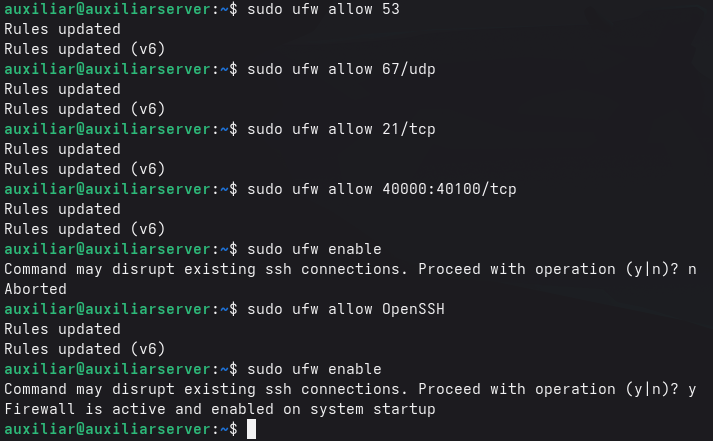 auxiliar@auxiliarserver:~$ sudo ufw allow 53
Rules updated
Rules updated (v6)
auxiliar@auxiliarserver:~$ sudo ufw allow 67/udp
Rules updated
Rules updated (v6)
auxiliar@auxiliarserver:~$ sudo ufw allow 21/tcp
Rules updated
Rules updated (v6)
auxiliar@auxiliarserver:~$ sudo ufw allow 40000:40100/tcp
Rules updated
Rules updated (v6)
auxiliar@auxiliarserver:~$ sudo ufw enable
Command may disrupt existing ssh connections. Proceed with operation (y|n)? n
Aborted
auxiliar@auxiliarserver:~$ sudo ufw allow OpenSSH
Rules updated
Rules updated (v6)
auxiliar@auxiliarserver:~$ sudo ufw enable
Command may disrupt existing ssh connections. Proceed with operation (y|n)? y
Firewall is active and enabled on system startup
auxiliar@auxiliarserver:~$